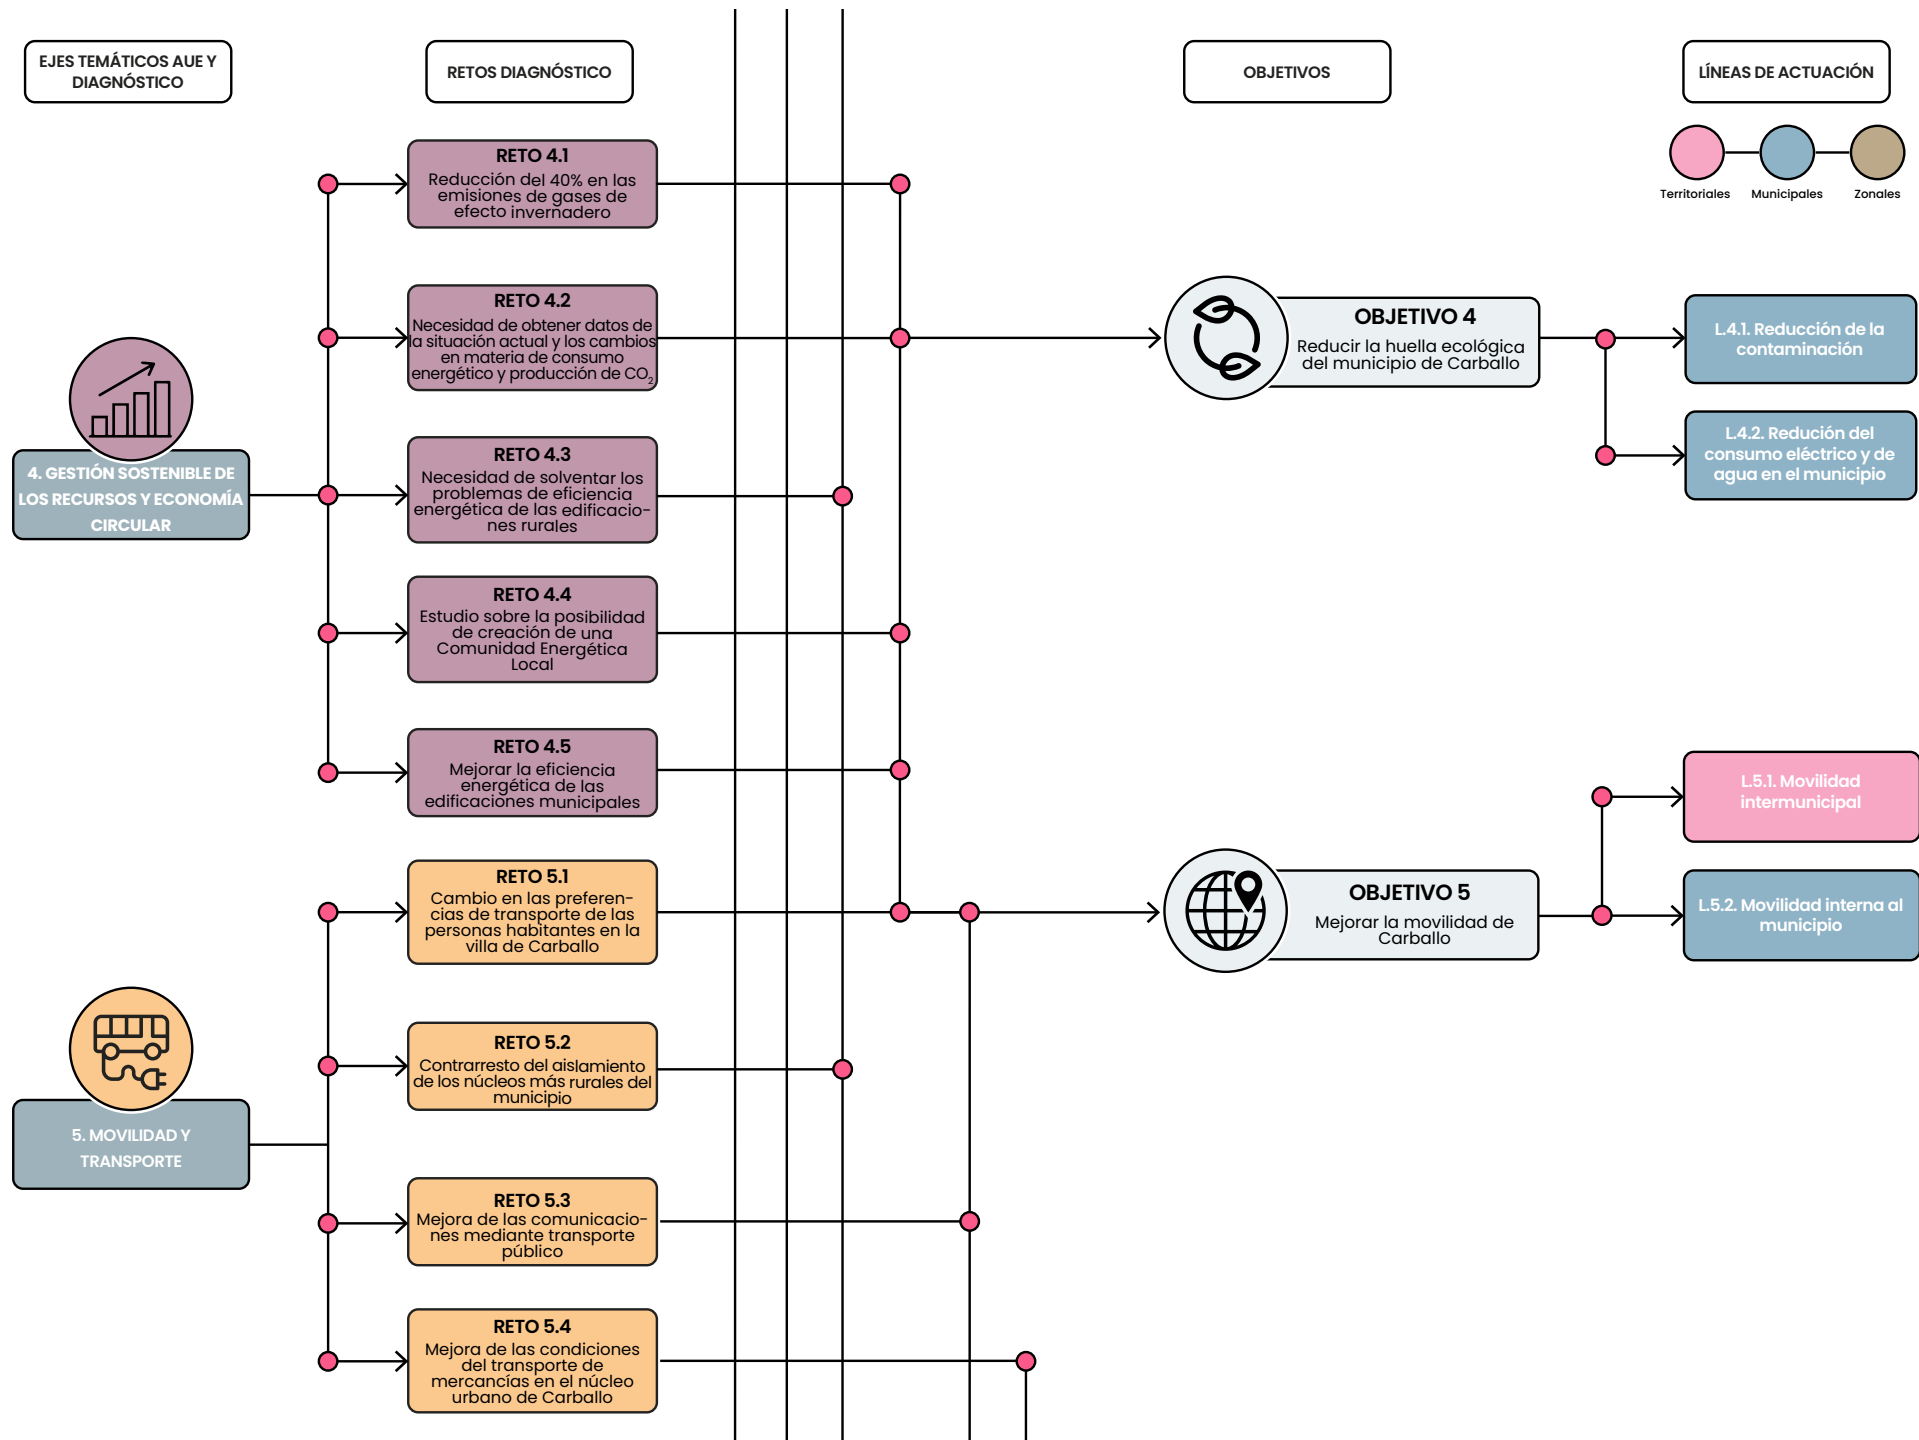 EJES TEMÁTICOS AUE Y
DIAGNÓSTICO
RETOS DIAGNÓSTICO
OBJETIVOS
LÍNEAS DE ACTUACIÓN
Territoriales
Municipales
Zonales
4. GESTIÓN SOSTENIBLE DE
LOS RECURSOS Y ECONOMÍA
CIRCULAR
RETO 4.1
Reducción del 40% en las
emisiones de gases de
efecto invernadero
RETO 4.2
Necesidad de obtener datos de
la situación actual y los cambios
en materia de consumo
energético y producción de CO₂
RETO 4.3
Necesidad de solventar los
problemas de eficiencia
energética de las edificacio-
nes rurales
RETO 4.4
Estudio sobre la posibilidad
de creación de una
Comunidad Energética
Local
RETO 4.5
Mejorar la eficiencia
energética de las
edificaciones municipales
OBJETIVO 4
Reducir la huella ecológica
del municipio de Carballo
L.4.1. Reducción de la
contaminación
L.4.2. Redución del
consumo eléctrico y de
agua en el municipio
5. MOVILIDAD Y
TRANSPORTE
RETO 5.1
Cambio en las preferen-
cias de transporte de las
personas habitantes en la
villa de Carballo
RETO 5.2
Contrarresto del aislamiento
de los núcleos más rurales del
municipio
RETO 5.3
Mejora de las comunicacio-
nes mediante transporte
público
RETO 5.4
Mejora de las condiciones
del transporte de
mercancías en el núcleo
urbano de Carballo
OBJETIVO 5
Mejorar la movilidad de
Carballo
L.5.1. Movilidad
intermunicipal
L.5.2. Movilidad interna al
municipio